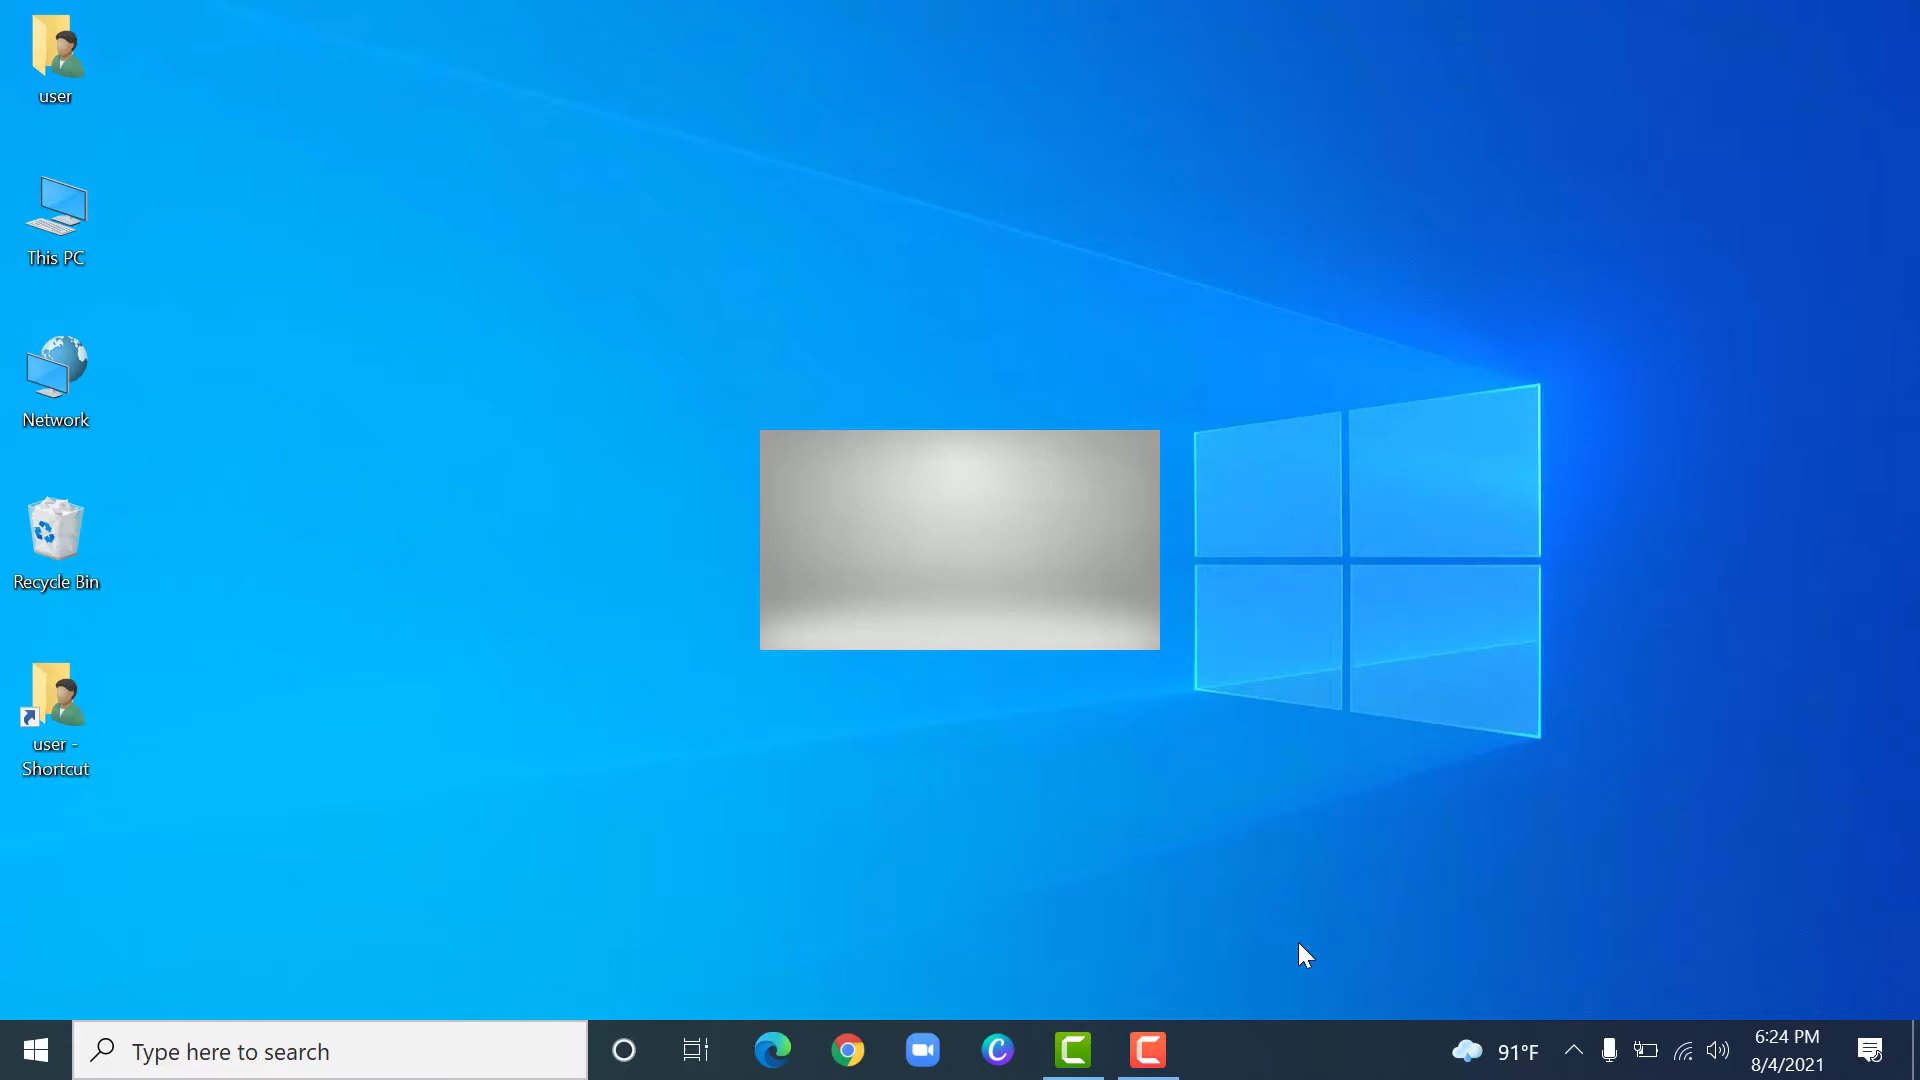 user
This PC
Network
Recycle Bin
user -
Shortcut
Type here to search
91°F
6:24 PM
8/4/2021